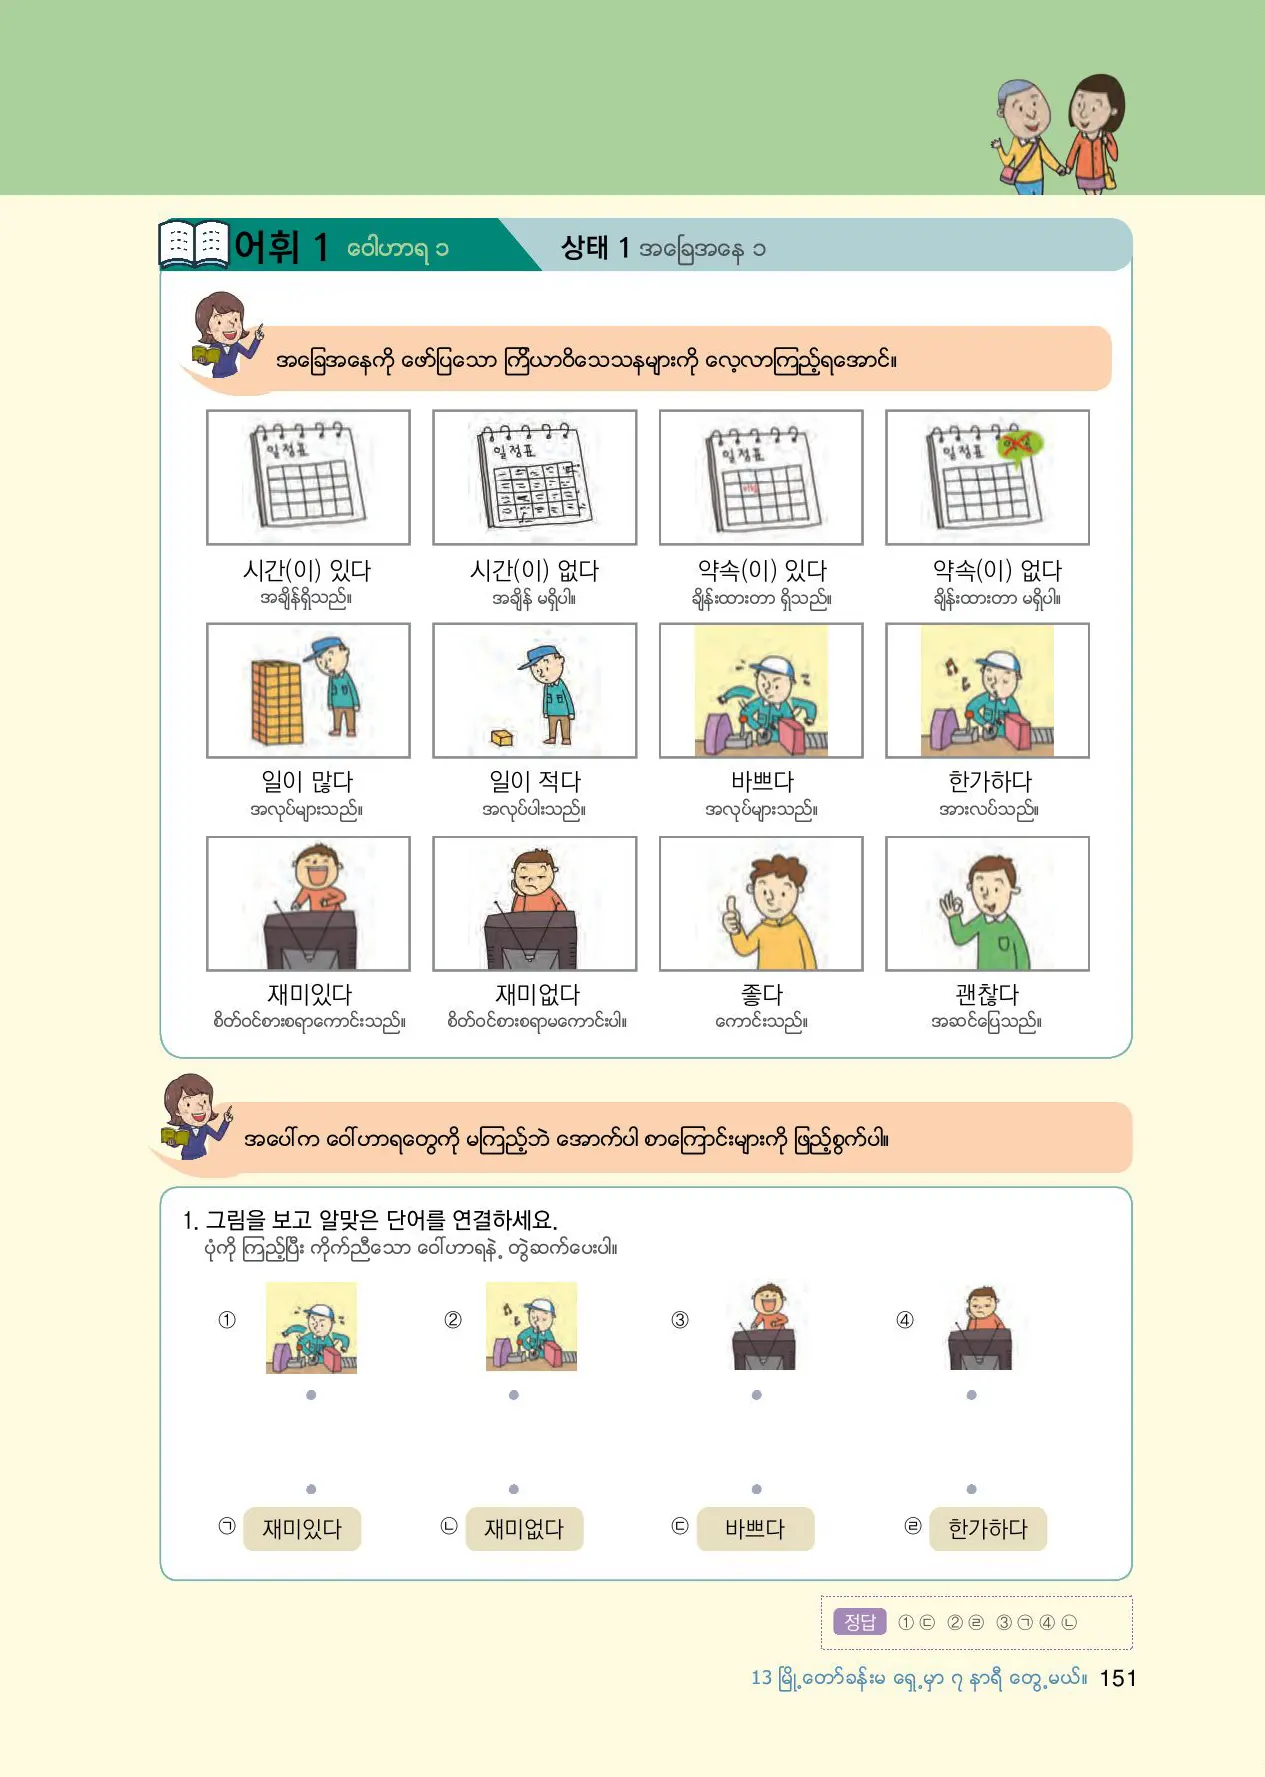 어휘 1 ဝေါဟာရ ၁ 상태 1 အခြေအနေ ၁
အခြေအနေကို ဖော်ပြသော ကြိယာဝိသေသနများကို လေ့လာကြည့်ရအောင်။
일정표 일정표 일정표 일정표
시간(이) 있다 시간(이) 없다 약속(이) 있다 약속(이) 없다
အချိန်ရှိသည်။ အချိန် မရှိပါ။ ချိန်းထားတာ ရှိသည်။ ချိန်းထားတာ မရှိပါ။
일이 많다 일이 적다 바쁘다 한가하다
အလုပ်များသည်။ အလုပ်ပါးသည်။ အလုပ်များသည်။ အားလပ်သည်။
재미있다 재미없다 좋다 괜찮다
စိတ်ဝင်စားစရာကောင်းသည်။ စိတ်ဝင်စားစရာမကောင်းပါ။ ကောင်းသည်။ အဆင်ပြေသည်။
အပေါ်က ဝေါ်ဟာရတွေကို မကြည့်ဘဲ အောက်ပါ စာကြောင်းများကို ဖြည့်စွက်ပါ။
1. 그림을 보고 알맞은 단어를 연결하세요.
ပုံကို ကြည့်ပြီး ကိုက်ညီသော ဝေါ်ဟာရနဲ့ တွဲဆက်ပေးပါ။
① ② ③ ④
㉠ 재미있다 ㉡ 재미없다 ㉢ 바쁘다 ㉣ 한가하다
정답 ① ㉢ ② ㉣ ③ ㉠ ④ ㉡
13 မြို့တော်ခန်းမ ရှေ့မှာ ၇ နာရီ တွေ့မယ်။ 151